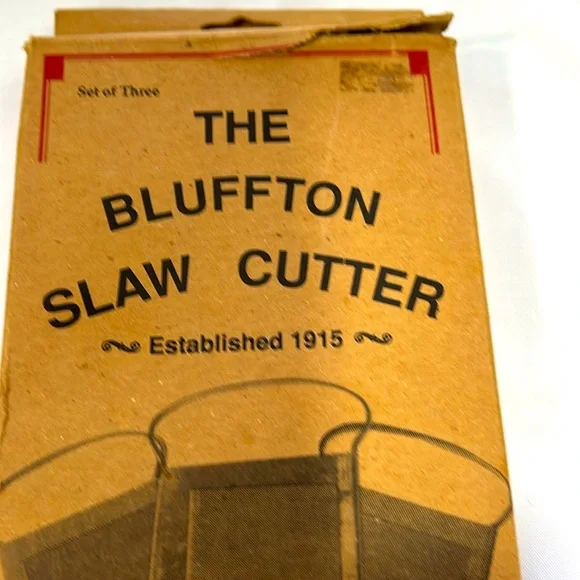 Set of Three
THE
BLUFFTON
SLAW CUTTER
Established 1915